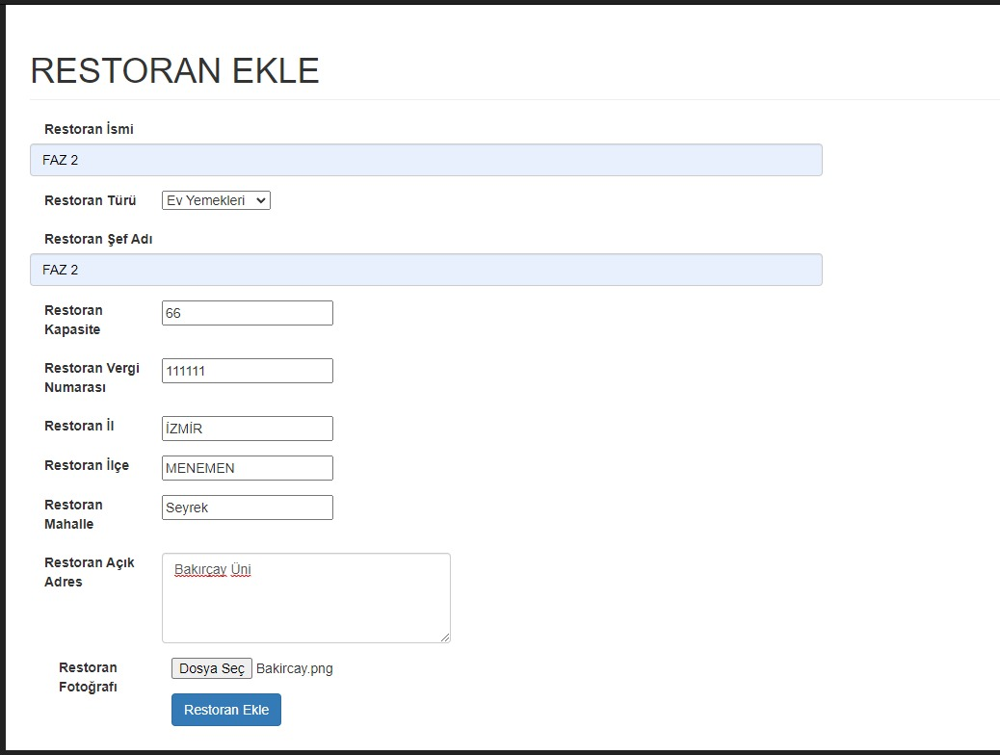 RESTORAN EKLE
Restoran İsmi
FAZ 2
Restoran Türü Ev Yemekleri
Restoran Şef Adı
FAZ 2
Restoran
Kapasite
66
Restoran Vergi
Numarası
111111
Restoran İl İZMİR
Restoran İlçe MENEMEN
Restoran
Mahalle
Seyrek
Restoran Açık
Adres
Bakırçay Üni
Restoran
Fotoğrafı
Dosya Seç Bakircay.png
Restoran Ekle